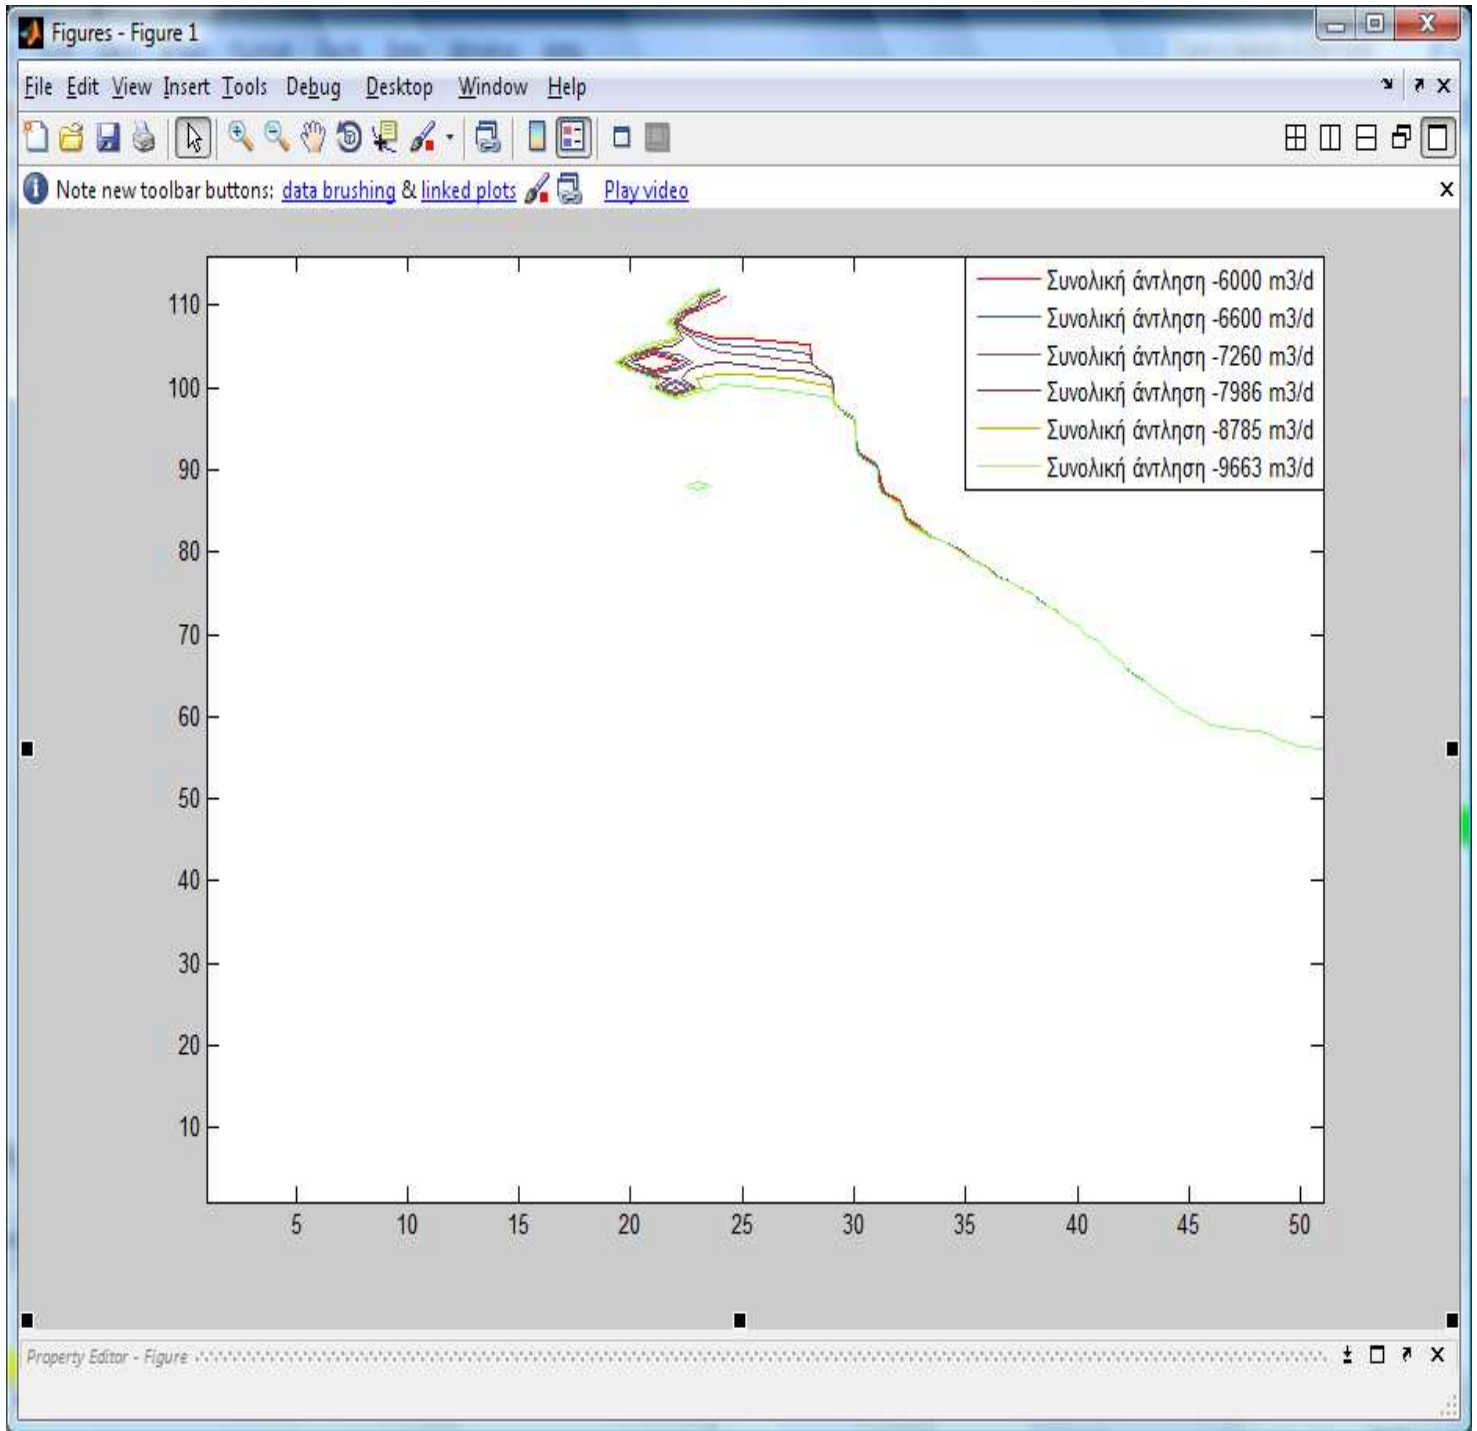 Figures - Figure 1
File Edit View Insert Tools Debug Desktop Window Help
Note new toolbar buttons: data brushing & linked plots Play video
Συνολική άντληση -6000 m3/d
Συνολική άντληση -6600 m3/d
Συνολική άντληση -7260 m3/d
Συνολική άντληση -7986 m3/d
Συνολική άντληση -8785 m3/d
Συνολική άντληση -9663 m3/d
110
100
90
80
70
60
50
40
30
20
10
5 10 15 20 25 30 35 40 45 50
Property Editor - Figure